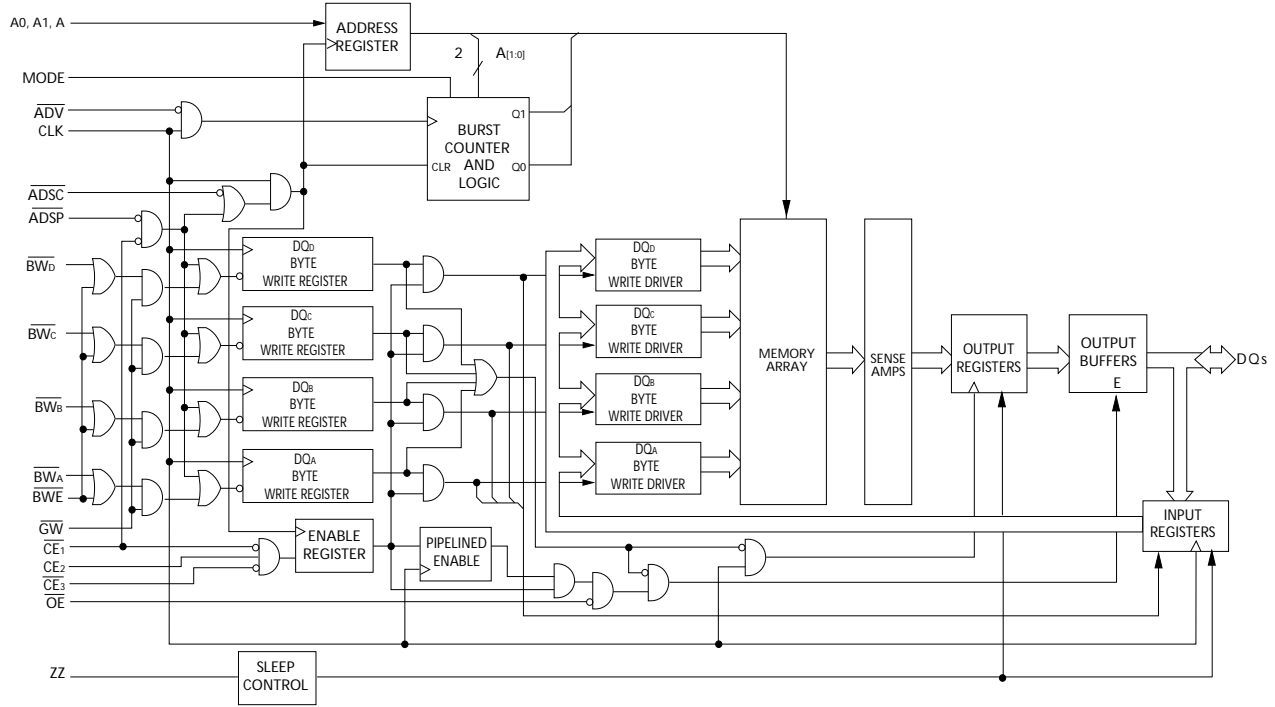 A0, A1, A
ADDRESS
REGISTER
2
A[1:0]
MODE
ADV
CLK
BURST
COUNTER
AND
LOGIC
CLR
Q1
Q0
ADSC
ADSP
BWD
BWC
BWB
BWA
BWE
GW
CE1
CE2
CE3
OE
ZZ
DQD
BYTE
WRITE REGISTER
DQC
BYTE
WRITE REGISTER
DQB
BYTE
WRITE REGISTER
DQA
BYTE
WRITE REGISTER
ENABLE
REGISTER
PIPELINED
ENABLE
SLEEP
CONTROL
DQD
BYTE
WRITE DRIVER
DQC
BYTE
WRITE DRIVER
DQB
BYTE
WRITE DRIVER
DQA
BYTE
WRITE DRIVER
MEMORY
ARRAY
SENSE
AMPS
OUTPUT
REGISTERS
OUTPUT
BUFFERS
E
DQs
INPUT
REGISTERS